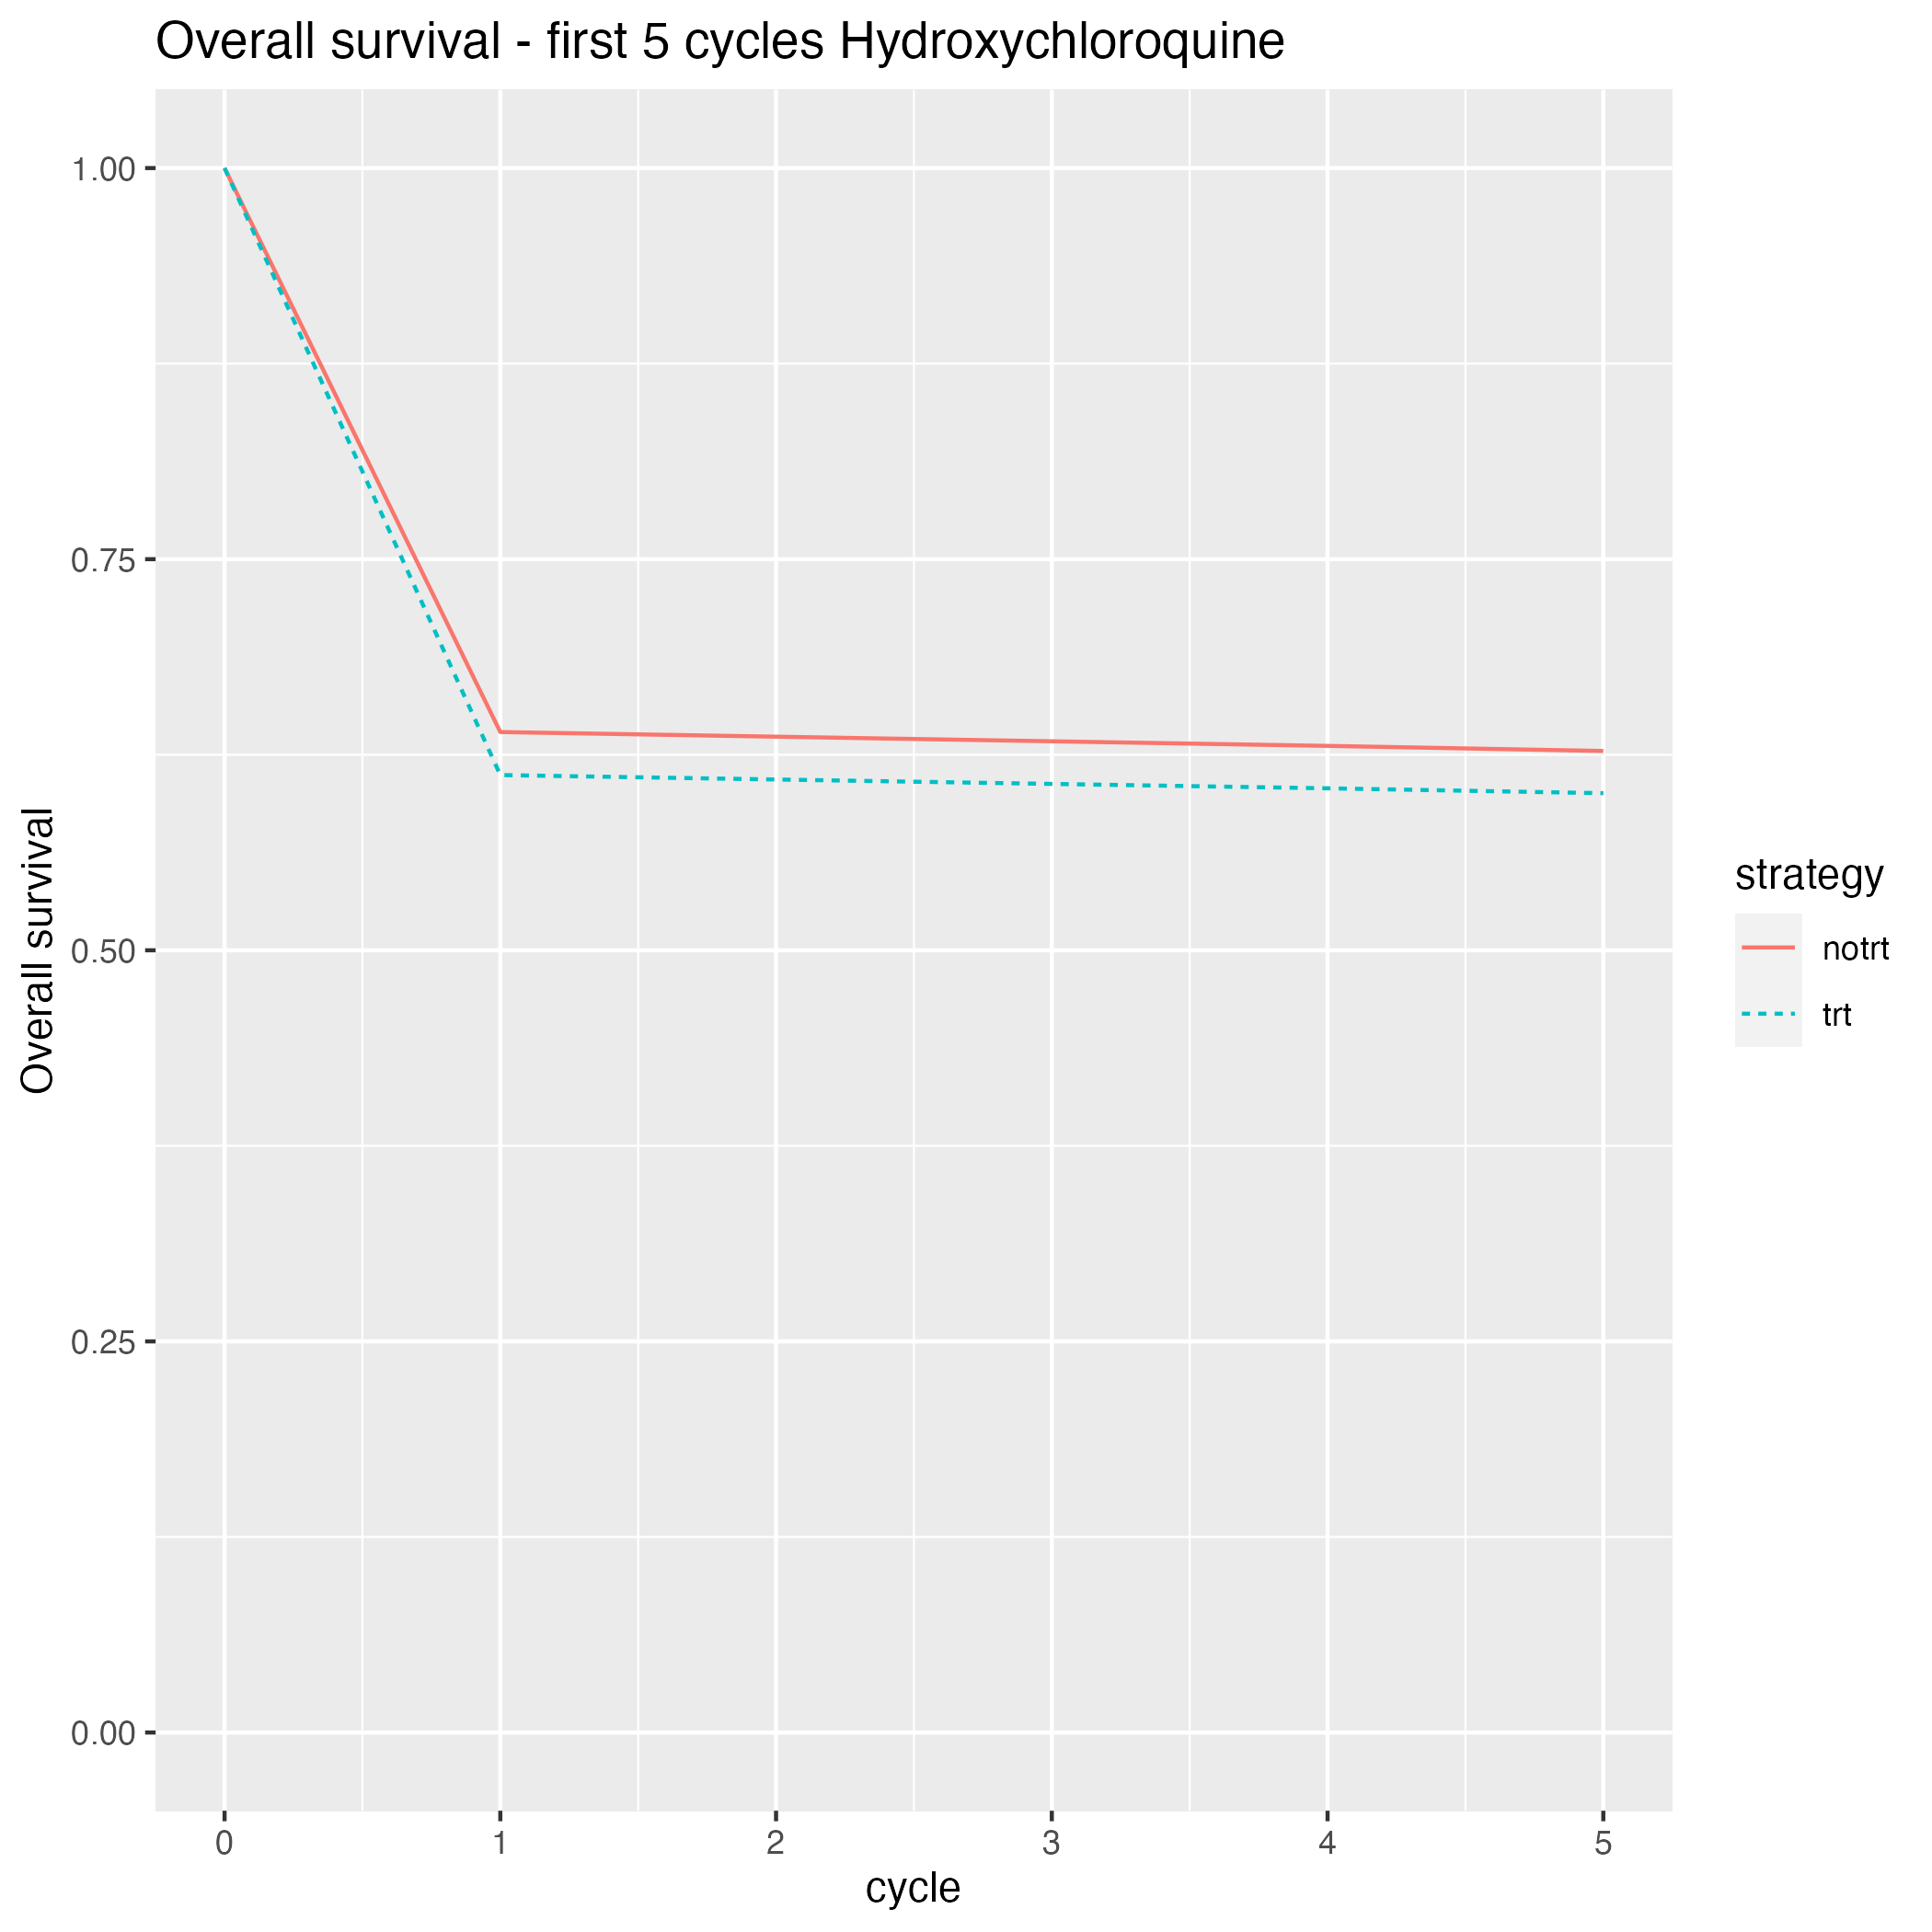 Overall survival - first 5 cycles Hydroxychloroquine
Overall survival
1.00
0.75
0.50
0.25
0.00
0 1 2 3 4 5
cycle
strategy
notrt
trt